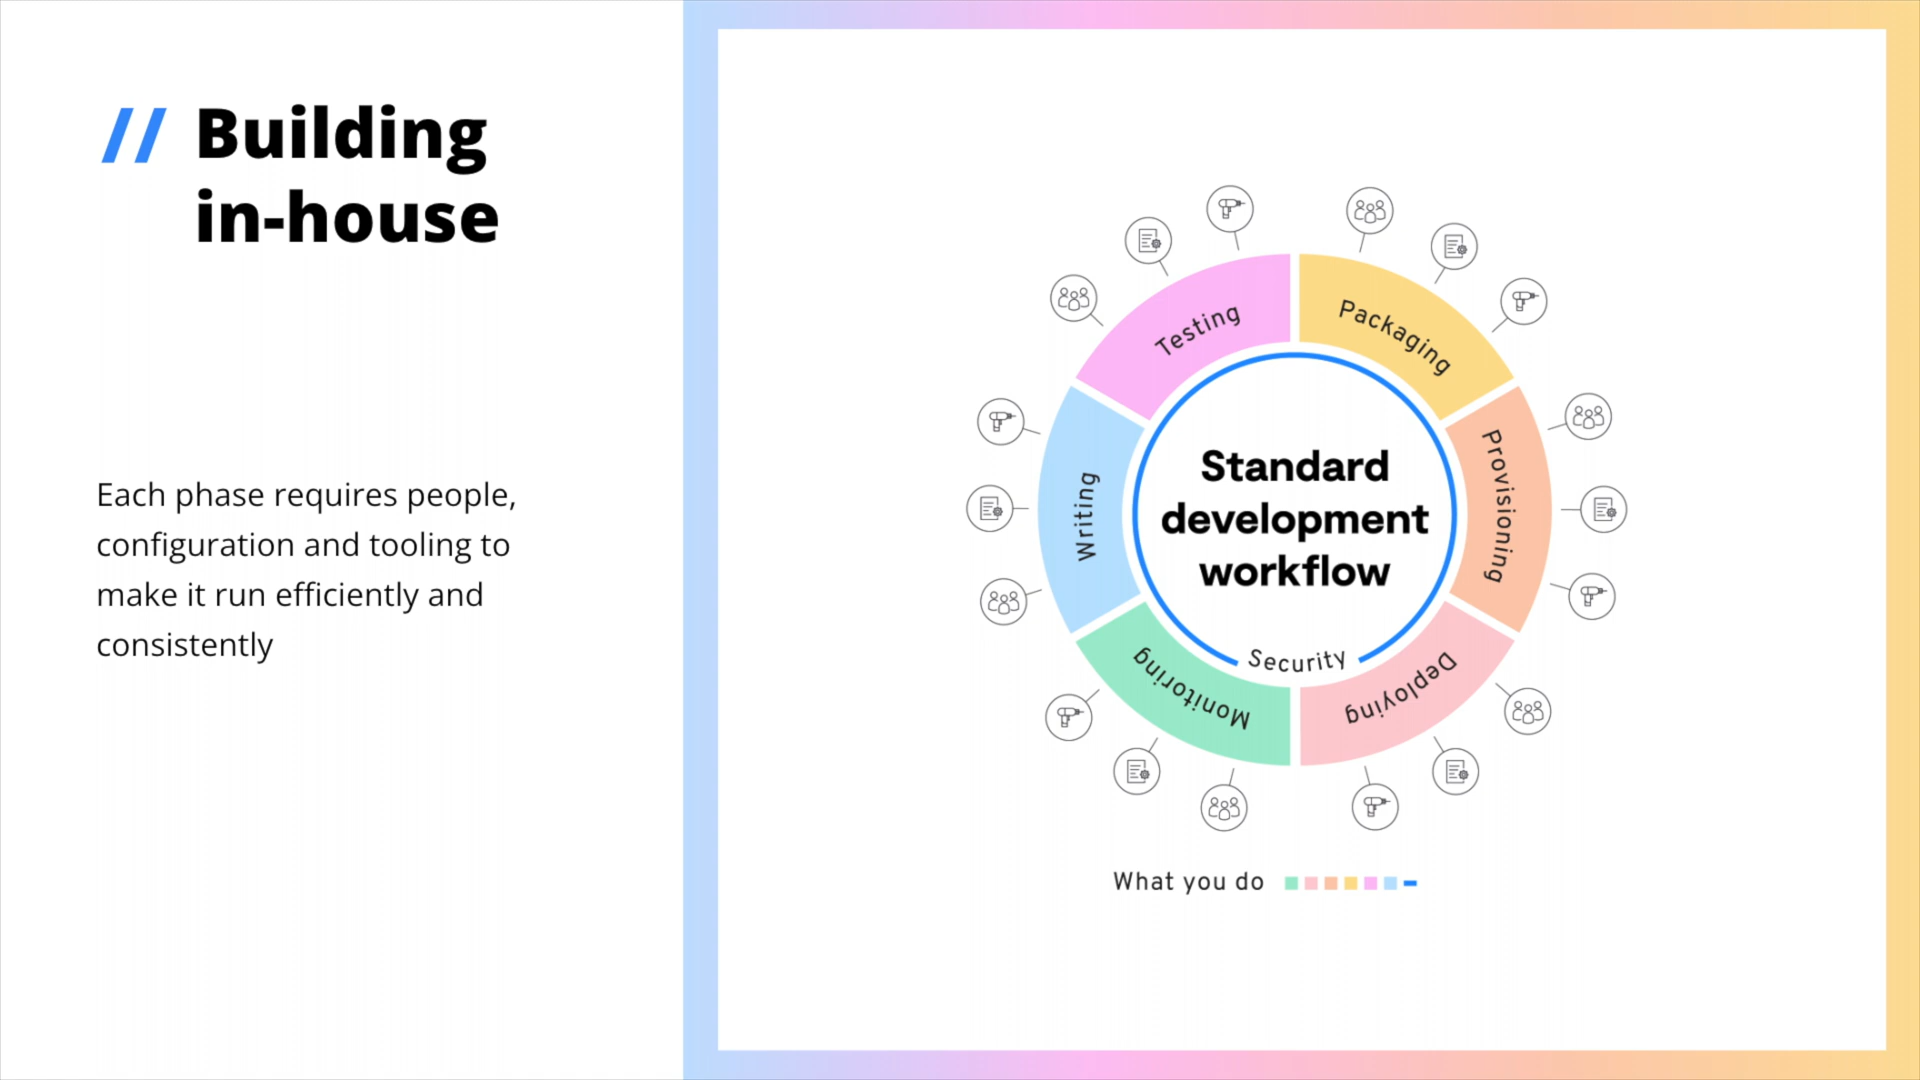 // Building
in-house
Each phase requires people,
configuration and tooling to
make it run efficiently and
consistently
Testing
Packaging
Provisioning
Deploying
Monitoring
Writing
Standard
development
workflow
Security
What you do